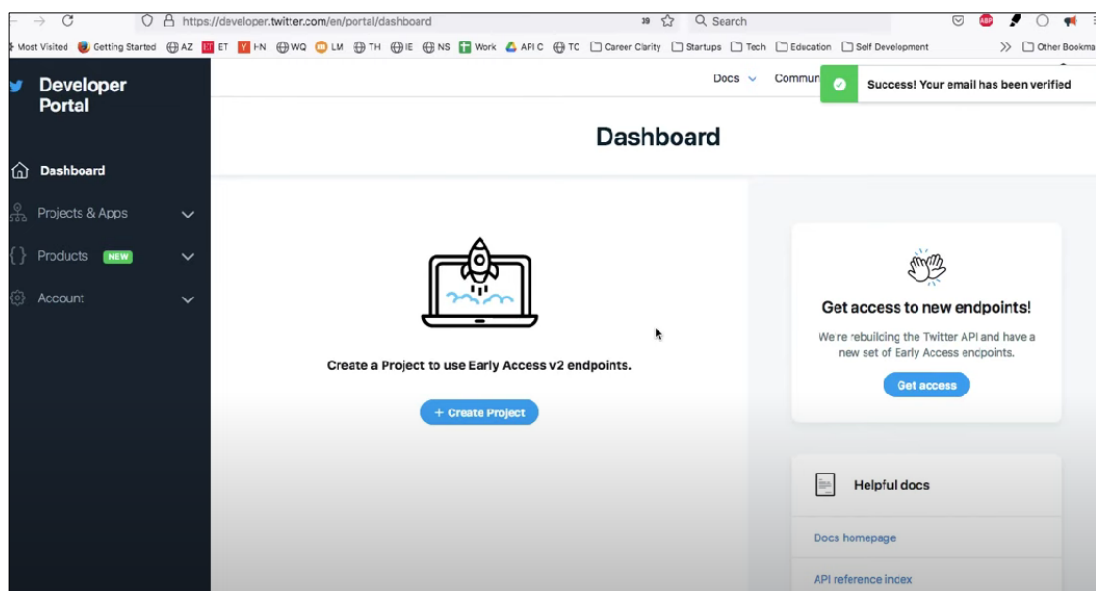 https://developer.twitter.com/en/portal/dashboard
Search
Most Visited Getting Started AZ ET HN WQ LM TH IE NS Work API C TC Career Clarity Startups Tech Education Self Development Other Bookma
Developer
Portal
Docs Commun
Success! Your email has been verified
Dashboard
Dashboard
Projects & Apps
Products NEW
Account
Create a Project to use Early Access v2 endpoints.
+ Create Project
Get access to new endpoints!
We're rebuilding the Twitter API and have a
new set of Early Access endpoints.
Get access
Helpful docs
Docs homepage
API reference index